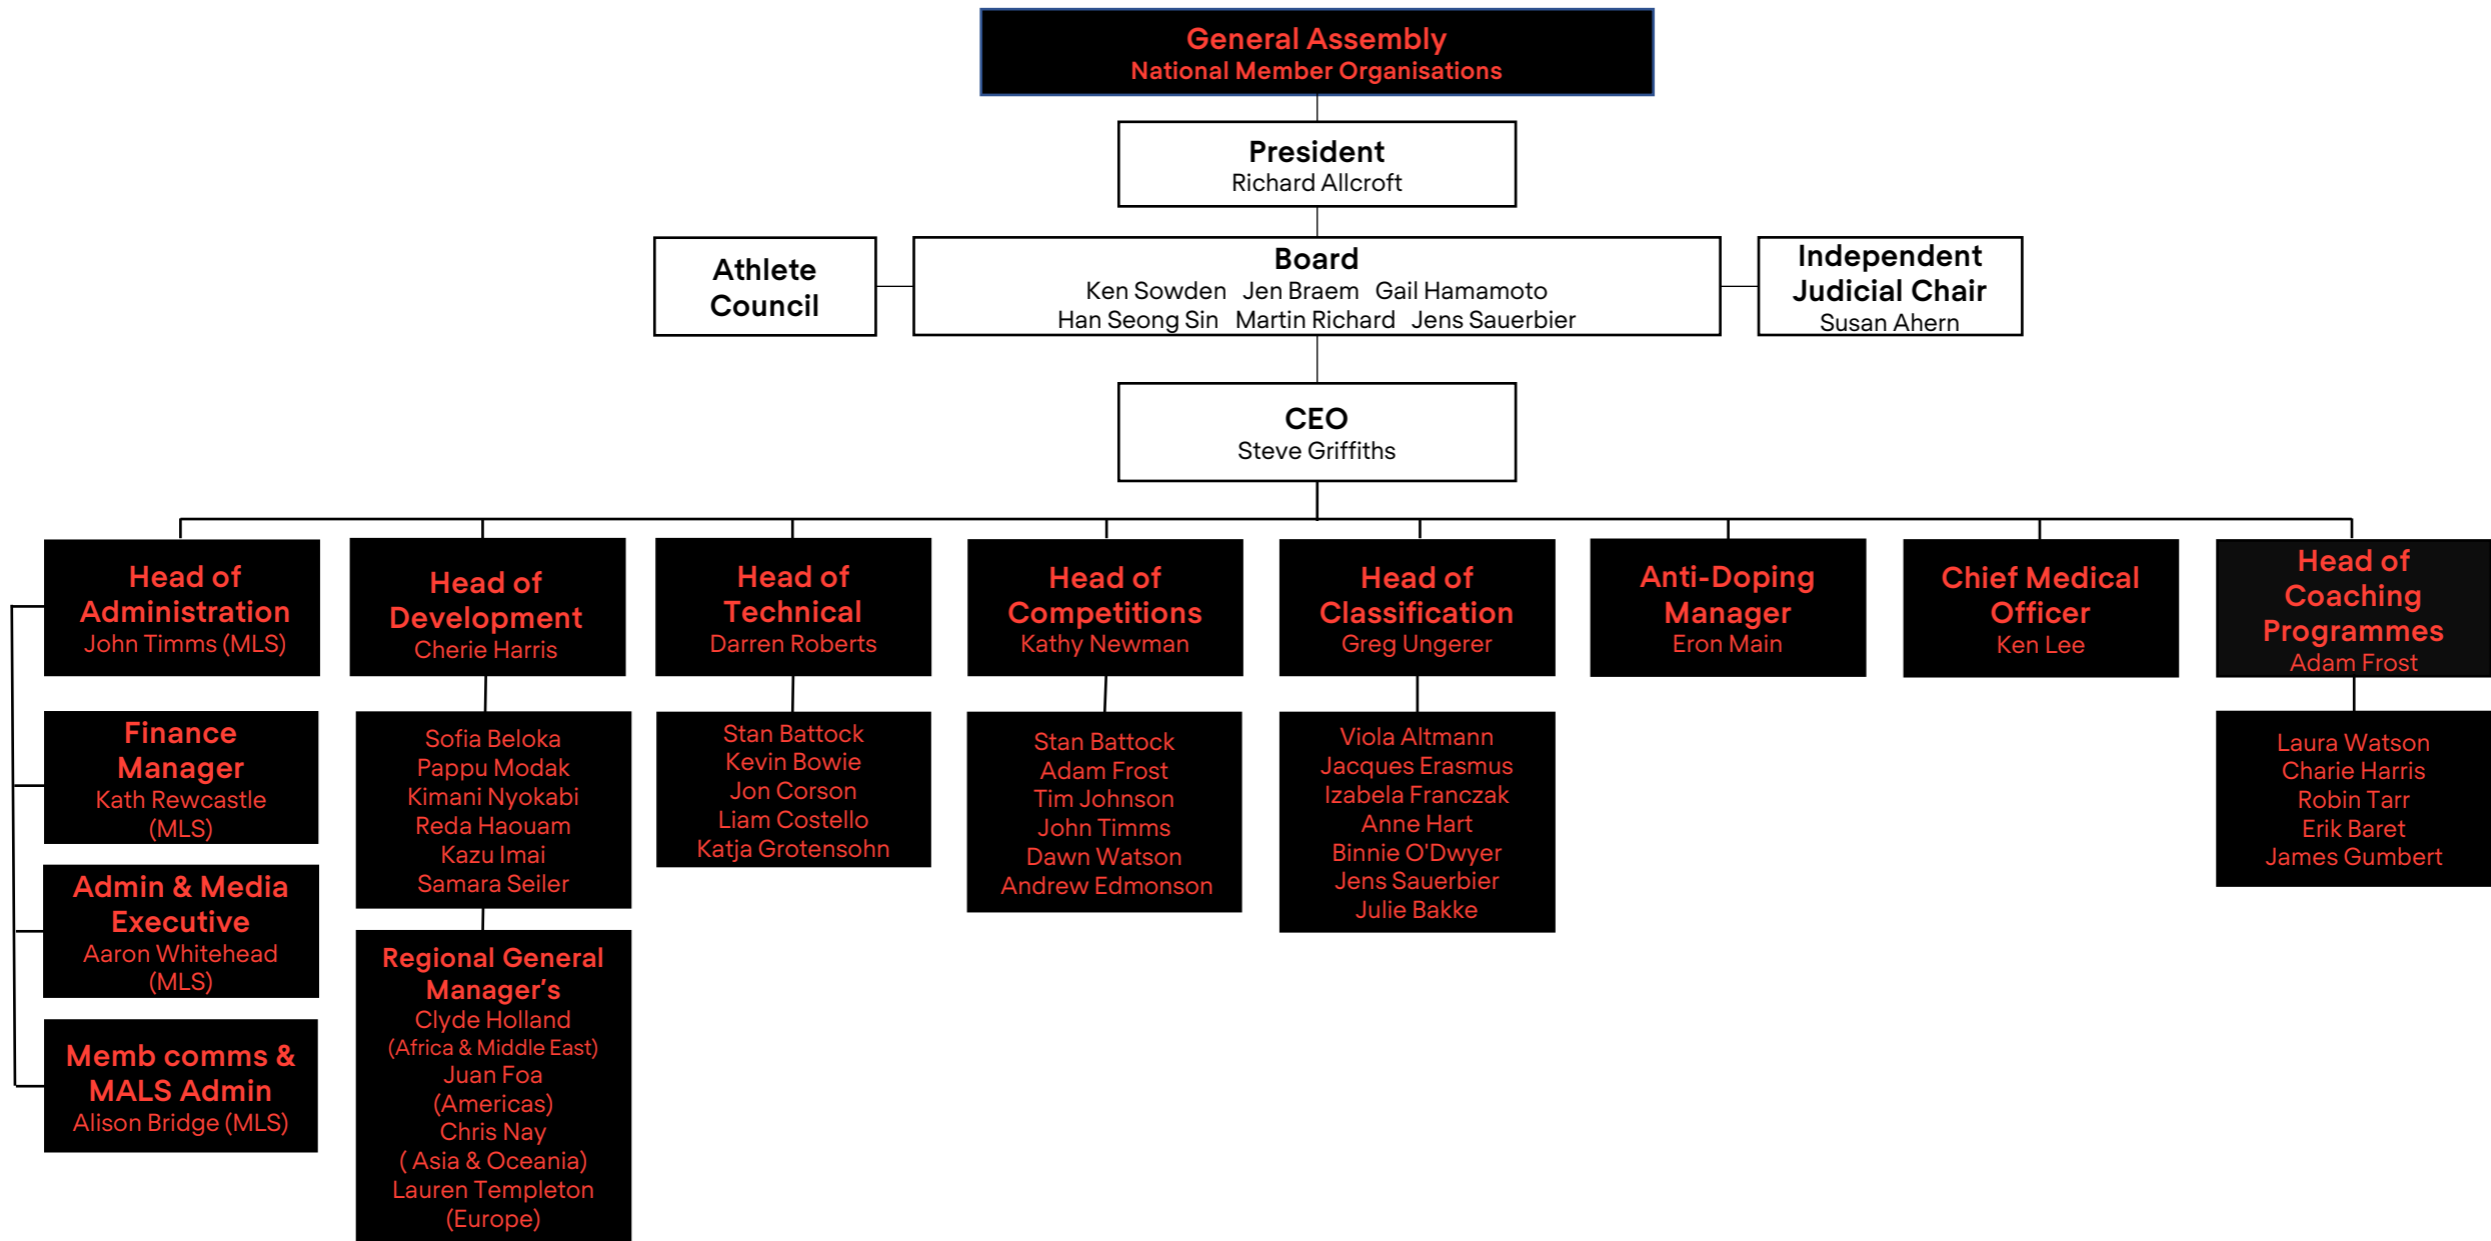 General Assembly
National Member Organisations
President
Richard Allcroft
Athlete
Council
Board
Ken Sowden Jen Braem Gail Hamamoto
Han Seong Sin Martin Richard Jens Sauerbier
Independent
Judicial Chair
Susan Ahern
CEO
Steve Griffiths
Head of
Administration
John Timms (MLS)
Head of
Development
Cherie Harris
Head of
Technical
Darren Roberts
Head of
Competitions
Kathy Newman
Head of
Classification
Greg Ungerer
Anti-Doping
Manager
Eron Main
Chief Medical
Officer
Ken Lee
Head of
Coaching
Programmes
Adam Frost
Finance
Manager
Kath Rewcastle
(MLS)
Admin & Media
Executive
Aaron Whitehead
(MLS)
Memb comms &
MALS Admin
Alison Bridge (MLS)
Sofia Beloka
Pappu Modak
Kimani Nyokabi
Reda Haouam
Kazu Imai
Samara Seiler
Regional General
Manager’s
Clyde Holland
(Africa & Middle East)
Juan Foa
(Americas)
Chris Nay
( Asia & Oceania)
Lauren Templeton
(Europe)
Stan Battock
Kevin Bowie
Jon Corson
Liam Costello
Katja Grotensohn
Stan Battock
Adam Frost
Tim Johnson
John Timms
Dawn Watson
Andrew Edmonson
Viola Altmann
Jacques Erasmus
Izabela Franczak
Anne Hart
Binnie O'Dwyer
Jens Sauerbier
Julie Bakke
Laura Watson
Charie Harris
Robin Tarr
Erik Baret
James Gumbert